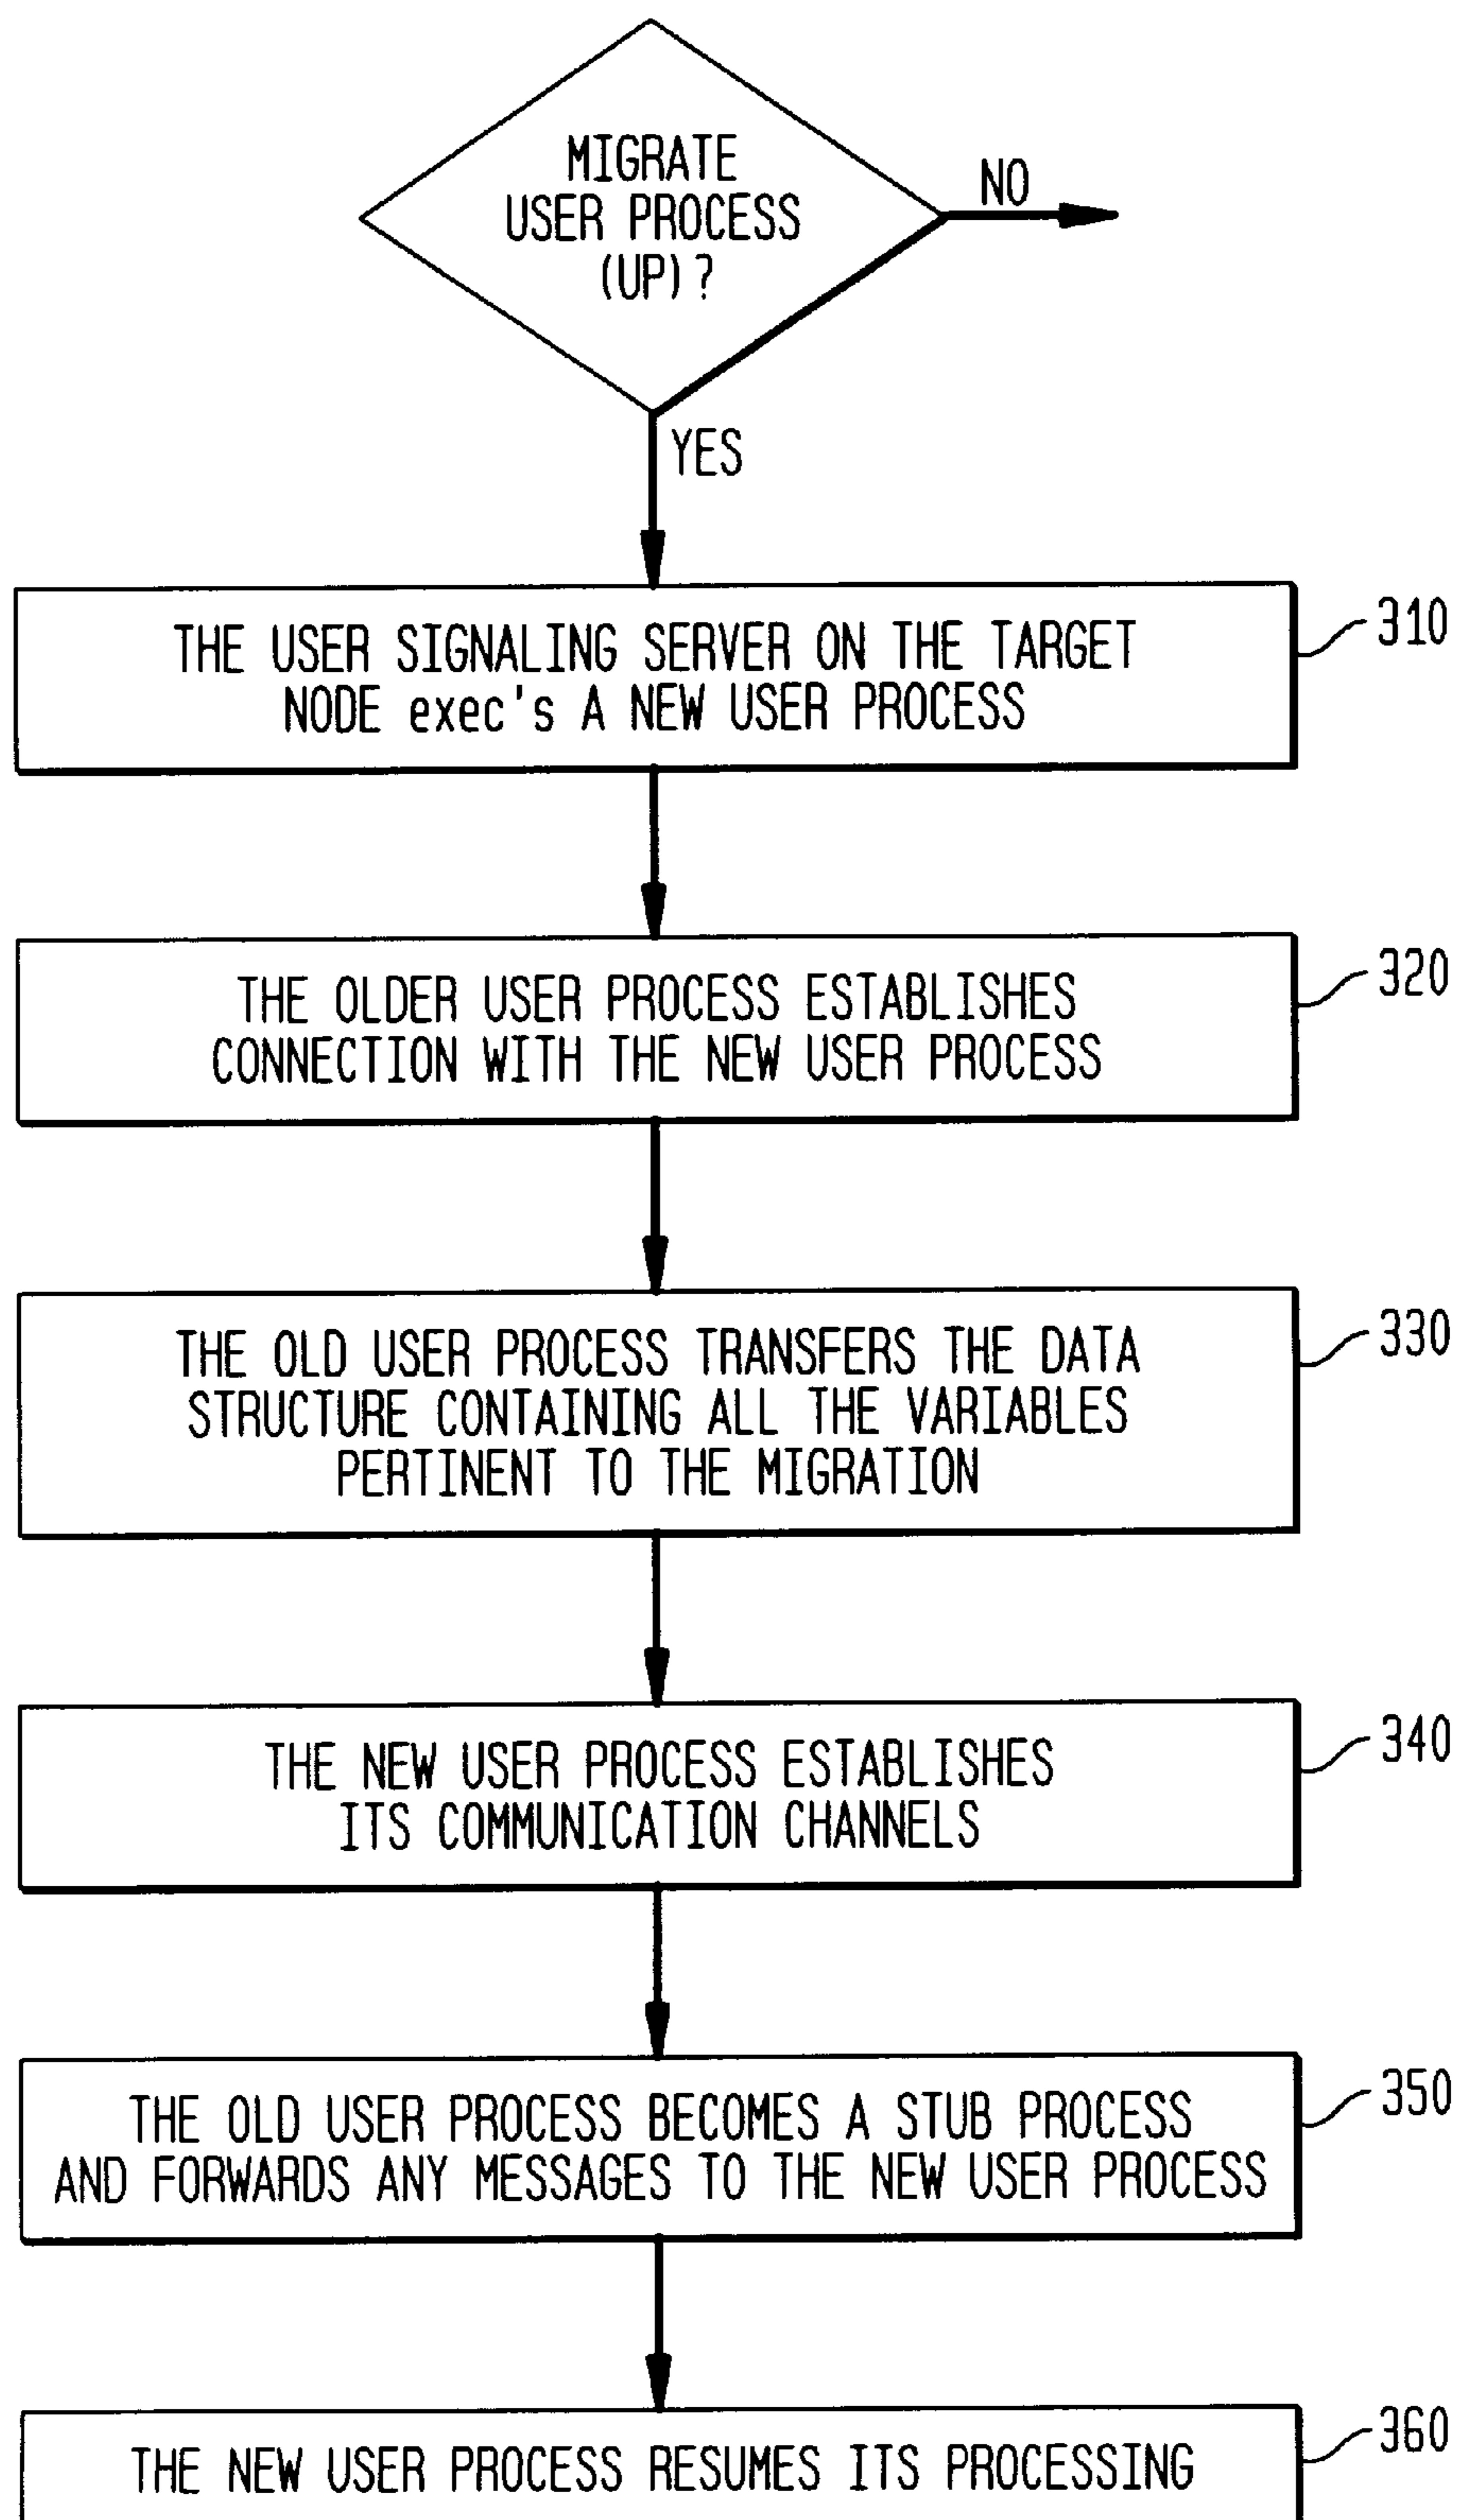 MIGRATE
USER PROCESS
(UP)?
NO
YES
THE USER SIGNALING SERVER ON THE TARGET
NODE exec's A NEW USER PROCESS
310
THE OLDER USER PROCESS ESTABLISHES
CONNECTION WITH THE NEW USER PROCESS
320
THE OLD USER PROCESS TRANSFERS THE DATA
STRUCTURE CONTAINING ALL THE VARIABLES
PERTINENT TO THE MIGRATION
330
THE NEW USER PROCESS ESTABLISHES
ITS COMMUNICATION CHANNELS
340
THE OLD USER PROCESS BECOMES A STUB PROCESS
AND FORWARDS ANY MESSAGES TO THE NEW USER PROCESS
350
THE NEW USER PROCESS RESUMES ITS PROCESSING
360